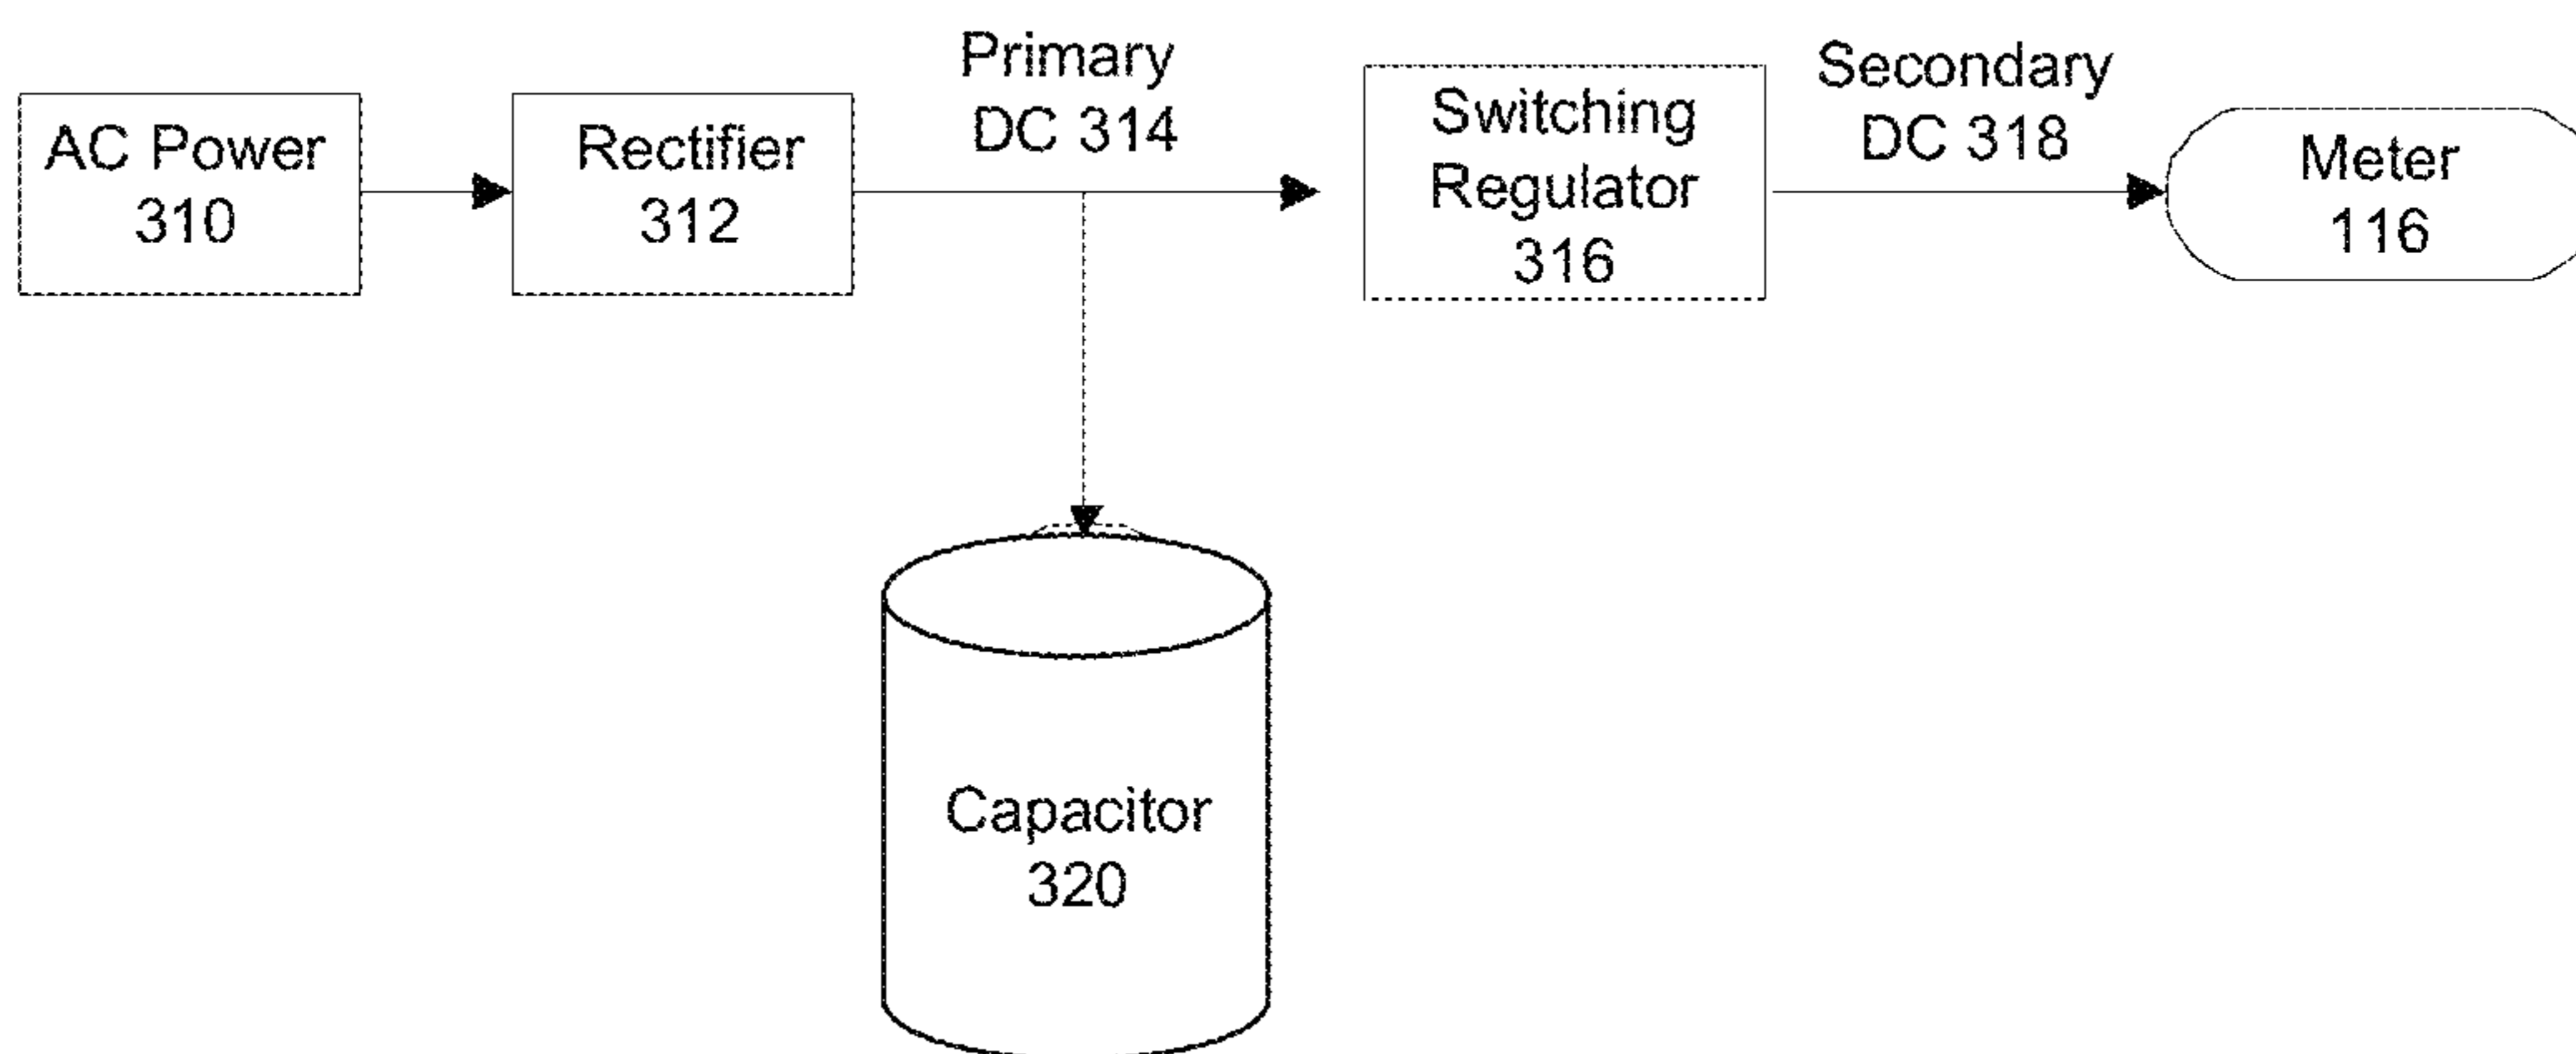 AC Power
310
Rectifier
312
Primary
DC 314
Switching
Regulator
316
Secondary
DC 318
Meter
116
Capacitor
320